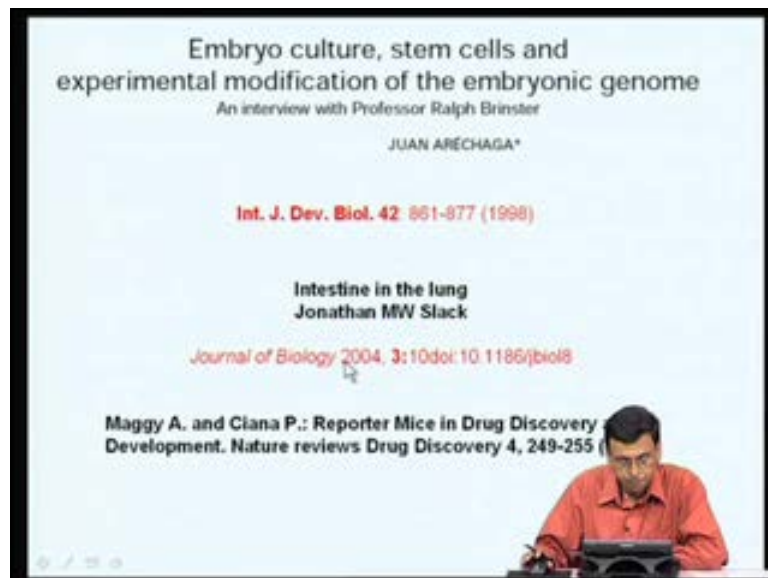 Embryo culture, stem cells and
experimental modification of the embryonic genome
An interview with Professor Ralph Brinster
JUAN ARÉCHAGA*
Int. J. Dev. Biol. 42: 861-877 (1998)
Intestine in the lung
Jonathan MW Slack
Journal of Biology 2004, 3:10doi:10.1186/jbiol8
Maggy A. and Ciana P.: Reporter Mice in Drug Discovery
Development. Nature reviews Drug Discovery 4, 249-255 (